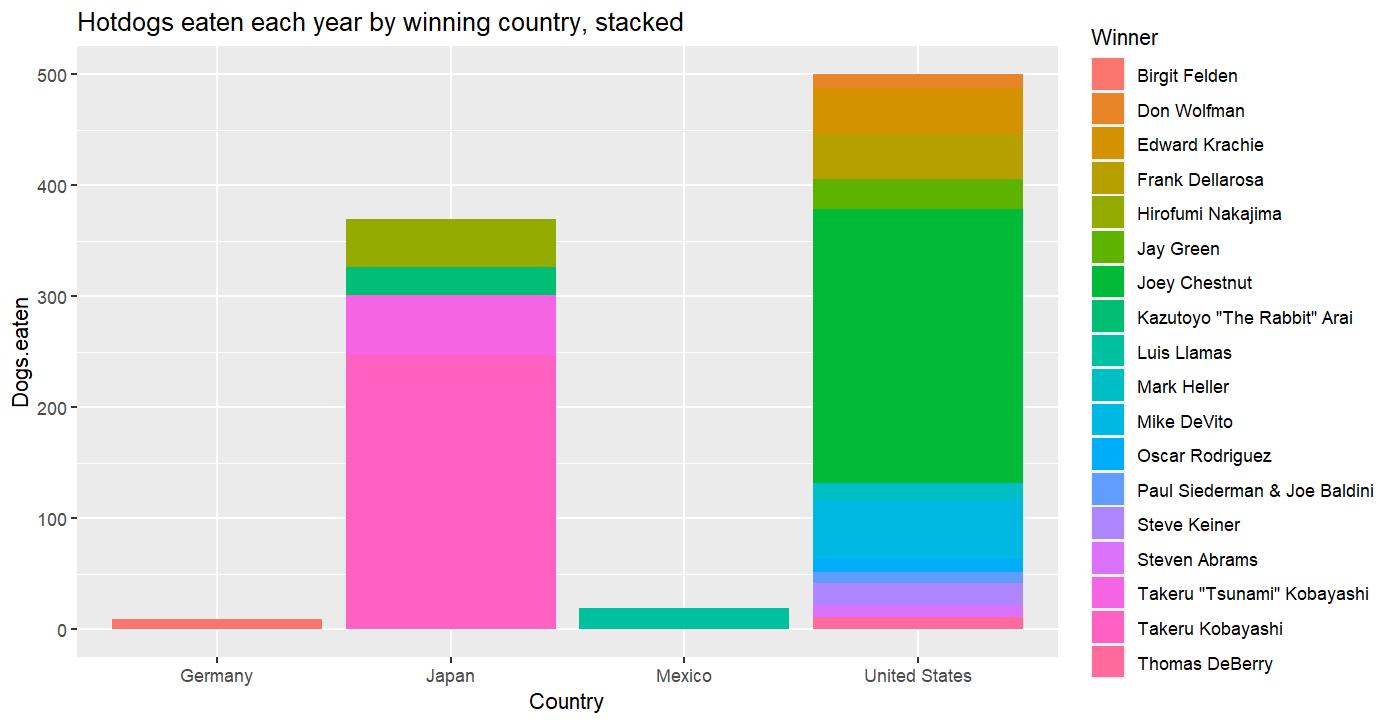 Hotdogs eaten each year by winning country, stacked
Dogs.eaten
500
400
300
200
100
0
Germany
Japan
Mexico
United States
Country
Winner
Birgit Felden
Don Wolfman
Edward Krachie
Frank Dellarosa
Hirofumi Nakajima
Jay Green
Joey Chestnut
Kazutoyo "The Rabbit" Arai
Luis Llamas
Mark Heller
Mike DeVito
Oscar Rodriguez
Paul Siederman & Joe Baldini
Steve Keiner
Steven Abrams
Takeru "Tsunami" Kobayashi
Takeru Kobayashi
Thomas DeBerry